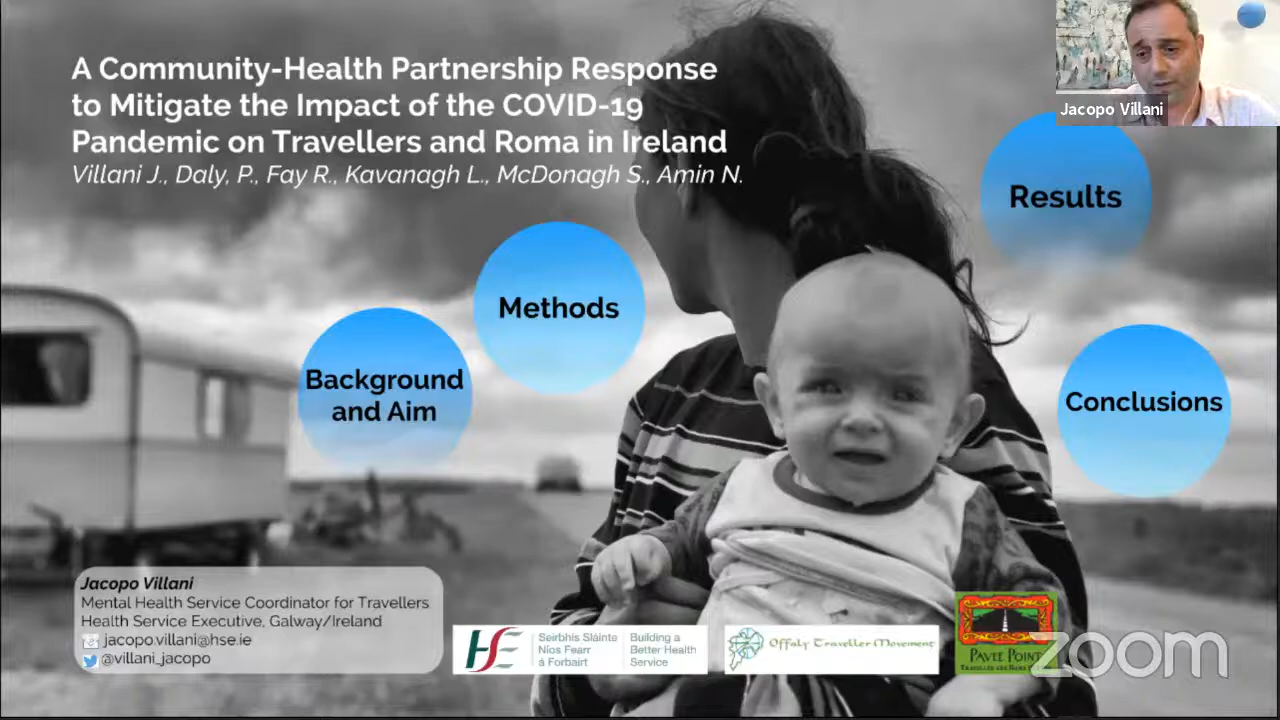 A Community-Health Partnership Response
to Mitigate the Impact of the COVID-19
Pandemic on Travellers and Roma in Ireland
Villani J., Daly, P., Fay R., Kavanagh L., McDonagh S., Amin N.
Jacopo Villani
Results
Methods
Background
and Aim
Conclusions
Jacopo Villani
Mental Health Service Coordinator for Travellers
Health Service Executive, Galway/Ireland
jacopo.villani@hse.ie
@villani_jacopo
HSE
Seirbhís Sláinte
Níos Fearr
á Forbairt
Building a
Better Health
Service
Offaly Traveller Movement
PAVEE POINT
zoom